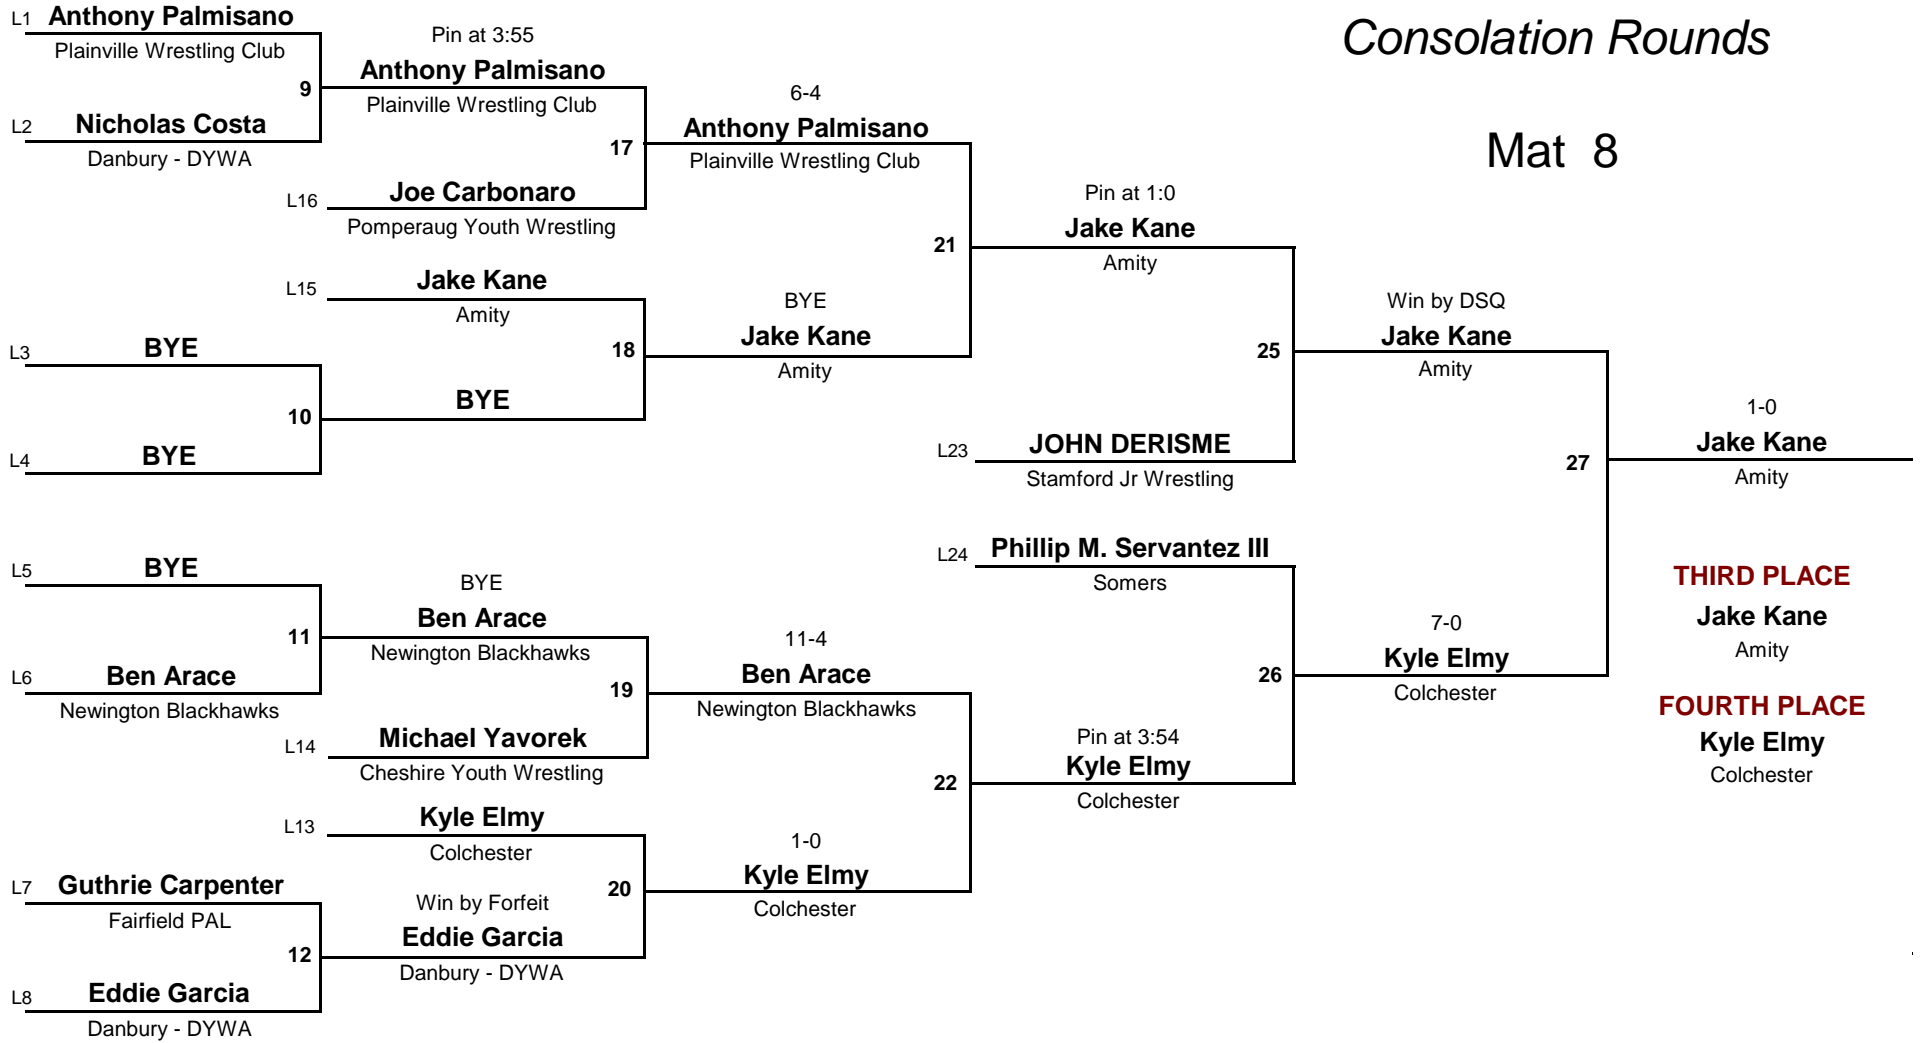 Consolation Rounds
Mat 8
L1 Anthony Palmisano
Plainville Wrestling Club
9
L2 Nicholas Costa
Danbury - DYWA
L3 BYE
10
L4 BYE
L5 BYE
11
L6 Ben Arace
Newington Blackhawks
L7 Guthrie Carpenter
Fairfield PAL
12
L8 Eddie Garcia
Danbury - DYWA
Pin at 3:55
Anthony Palmisano
Plainville Wrestling Club
17
L16 Joe Carbonaro
Pomperaug Youth Wrestling
L15 Jake Kane
Amity
18
BYE
BYE
Ben Arace
Newington Blackhawks
19
L14 Michael Yavorek
Cheshire Youth Wrestling
L13 Kyle Elmy
Colchester
20
Win by Forfeit
Eddie Garcia
Danbury - DYWA
6-4
Anthony Palmisano
Plainville Wrestling Club
21
BYE
Jake Kane
Amity
11-4
Ben Arace
Newington Blackhawks
22
1-0
Kyle Elmy
Colchester
Pin at 1:0
Jake Kane
Amity
25
L23 JOHN DERISME
Stamford Jr Wrestling
L24 Phillip M. Servantez III
Somers
26
Pin at 3:54
Kyle Elmy
Colchester
Win by DSQ
Jake Kane
Amity
27
7-0
Kyle Elmy
Colchester
1-0
Jake Kane
Amity
THIRD PLACE
Jake Kane
Amity
FOURTH PLACE
Kyle Elmy
Colchester